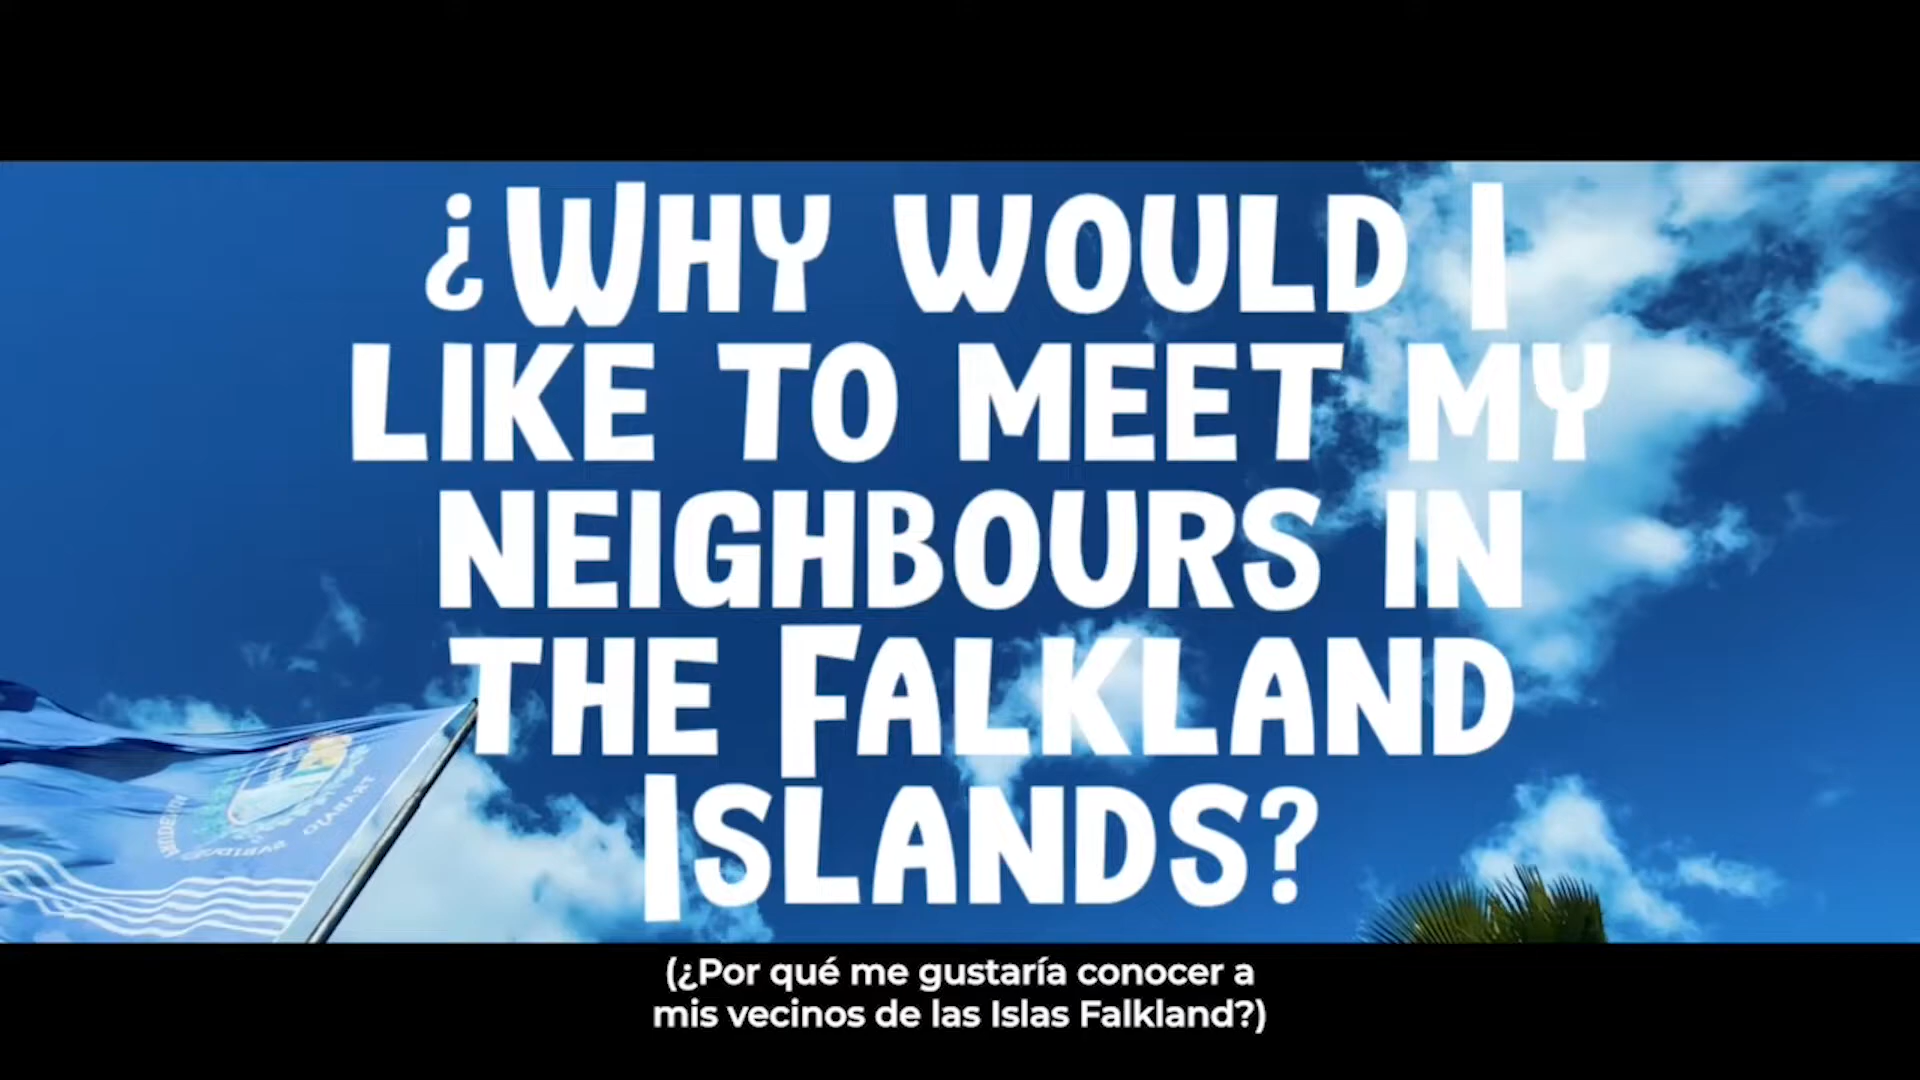 ¿Why would I
like to meet my
neighbours in
the Falkland
Islands?
(¿Por qué me gustaría conocer a
mis vecinos de las Islas Falkland?)